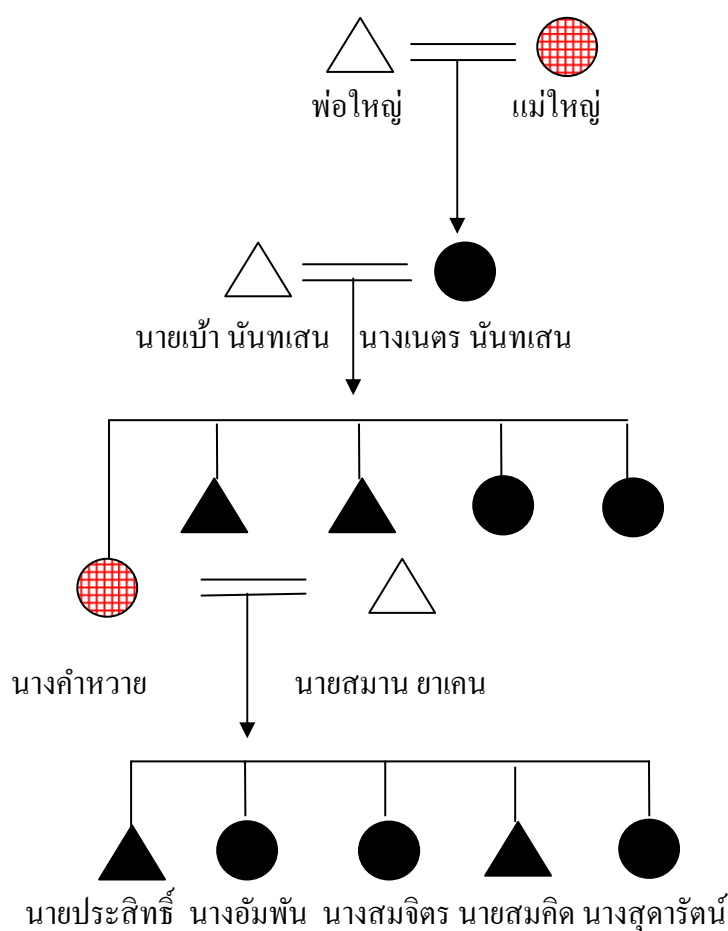 พ่อใหญ่ แม่ใหญ่
นายเบ้า นันทเสน นางเนตร นันทเสน
นางคำหวาย นายสมาน ยาเคน
นายประสิทธิ์ นางอัมพัน นางสมจิตร นายสมคิด นางสุดารัตน์